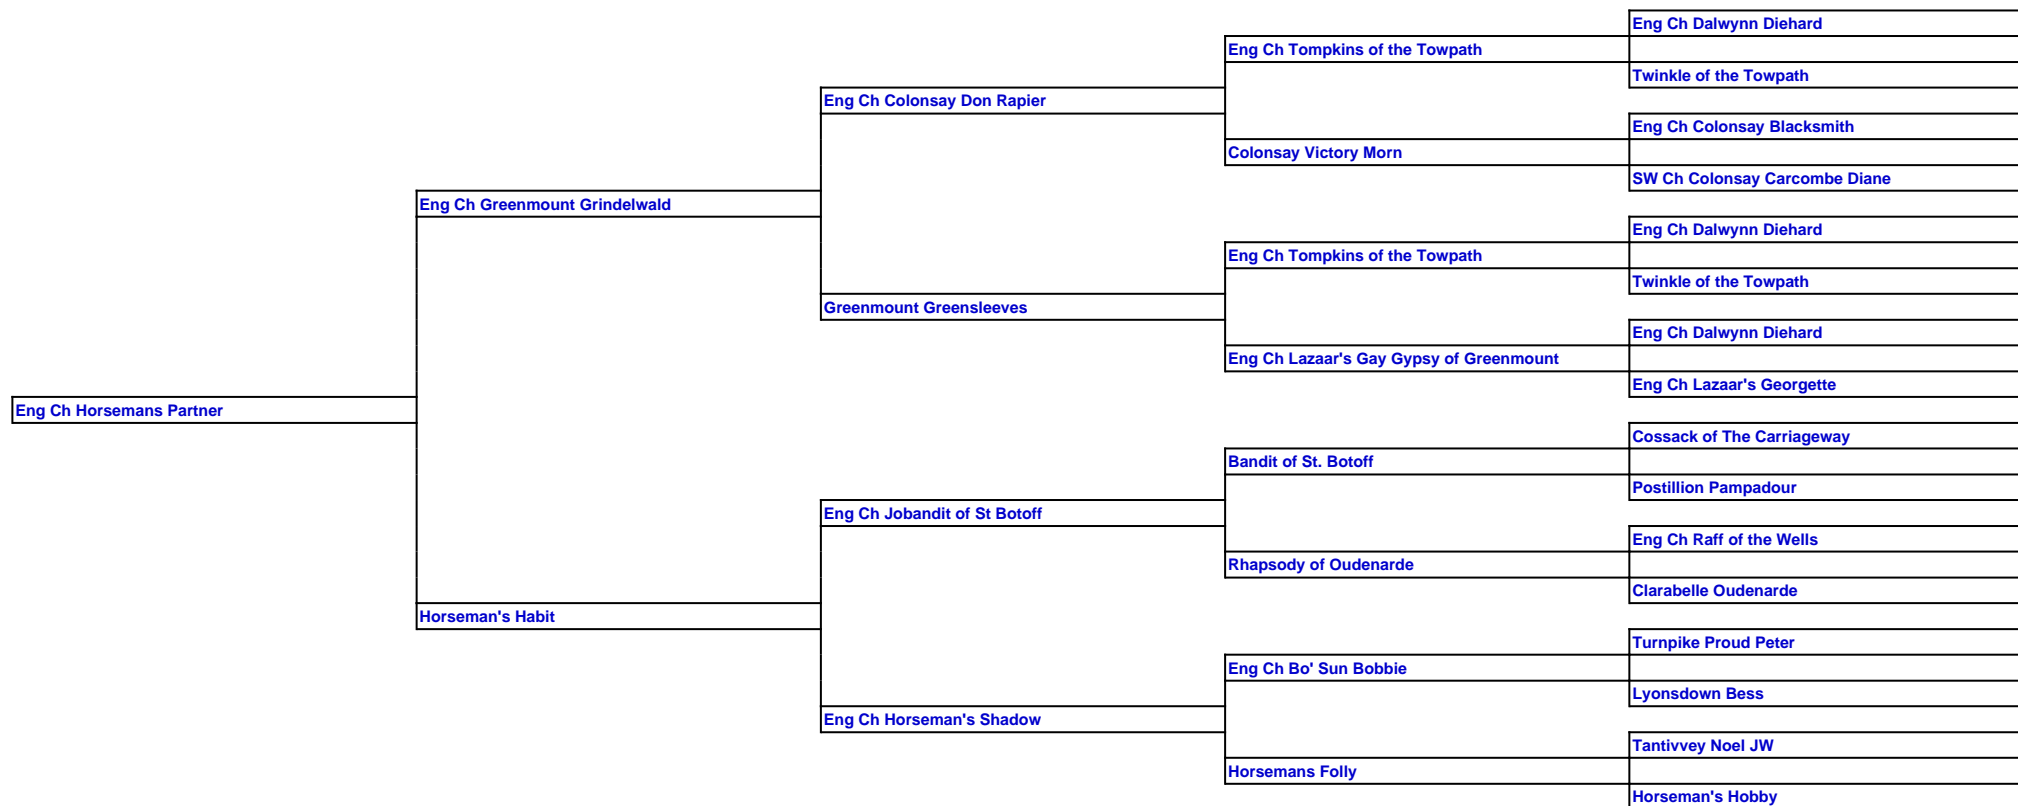 Eng Ch Dalwynn Diehard
Eng Ch Tompkins of the Towpath
Twinkle of the Towpath
Eng Ch Colonsay Don Rapier
Eng Ch Colonsay Blacksmith
Colonsay Victory Morn
SW Ch Colonsay Carcombe Diane
Eng Ch Greenmount Grindelwald
Eng Ch Dalwynn Diehard
Eng Ch Tompkins of the Towpath
Twinkle of the Towpath
Greenmount Greensleeves
Eng Ch Dalwynn Diehard
Eng Ch Lazaar's Gay Gypsy of Greenmount
Eng Ch Lazaar's Georgette
Eng Ch Horsemans Partner
Cossack of The Carriageway
Bandit of St. Botoff
Postillion Pampadour
Eng Ch Jobandit of St Botoff
Eng Ch Raff of the Wells
Rhapsody of Oudenarde
Clarabelle Oudenarde
Horseman's Habit
Turnpike Proud Peter
Eng Ch Bo' Sun Bobbie
Lyonsdown Bess
Eng Ch Horseman's Shadow
Tantivvey Noel JW
Horsemans Folly
Horseman's Hobby